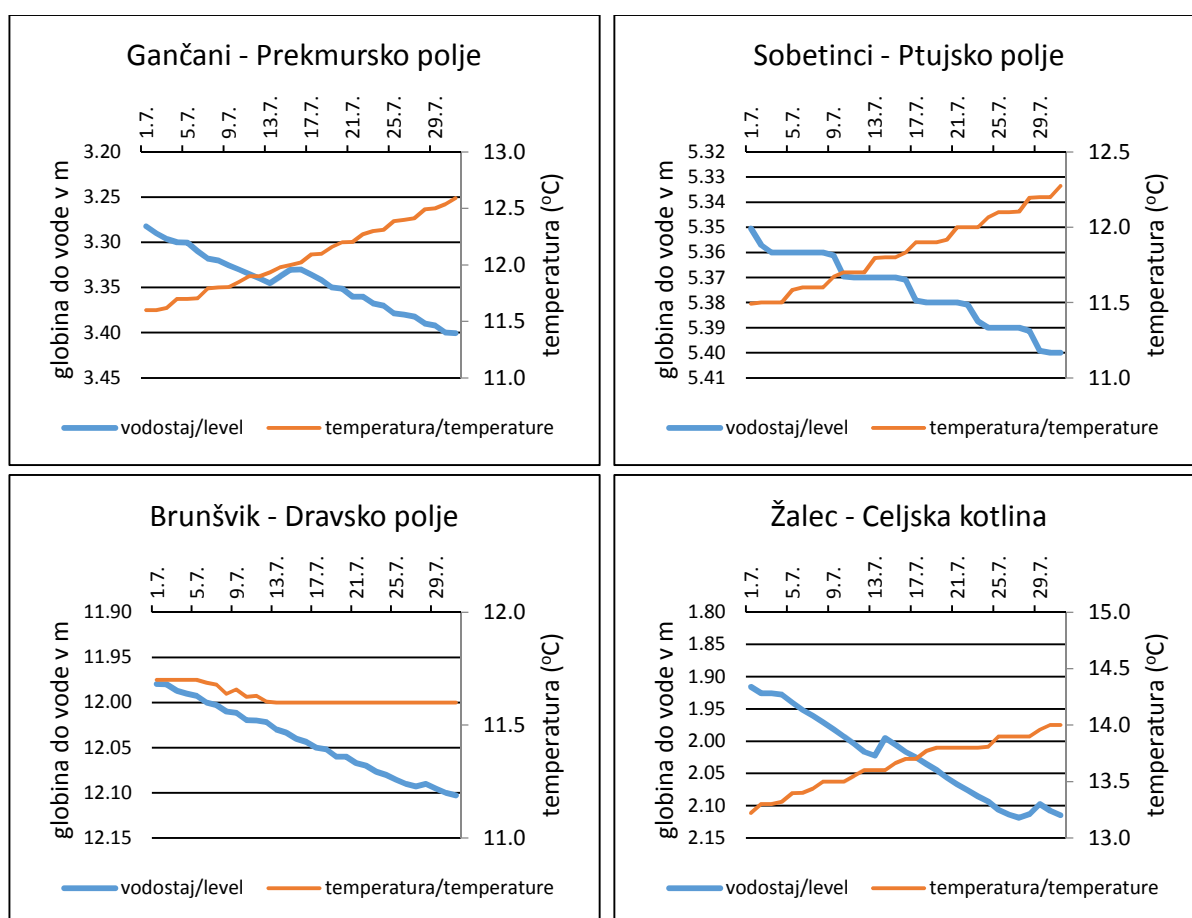 Gančani - Prekmursko polje
1.7. 5.7. 9.7. 13.7. 17.7. 21.7. 25.7. 29.7.
globina do vode v m
3.20
3.25
3.30
3.35
3.40
3.45
13.0
12.5
12.0
11.5
11.0
temperatura (°C)
vodostaj/level temperatura/temperature
Sobetinci - Ptujsko polje
1.7. 5.7. 9.7. 13.7. 17.7. 21.7. 25.7. 29.7.
globina do vode v m
5.32
5.33
5.34
5.35
5.36
5.37
5.38
5.39
5.40
5.41
12.5
12.0
11.5
11.0
temperatura (°C)
vodostaj/level temperatura/temperature
Brunšvik - Dravsko polje
1.7. 5.7. 9.7. 13.7. 17.7. 21.7. 25.7. 29.7.
globina do vode v m
11.90
11.95
12.00
12.05
12.10
12.15
12.0
11.5
11.0
temperatura (°C)
vodostaj/level temperatura/temperature
Žalec - Celjska kotlina
1.7. 5.7. 9.7. 13.7. 17.7. 21.7. 25.7. 29.7.
globina do vode v m
1.80
1.85
1.90
1.95
2.00
2.05
2.10
2.15
15.0
14.5
14.0
13.5
13.0
temperatura (°C)
vodostaj/level temperatura/temperature